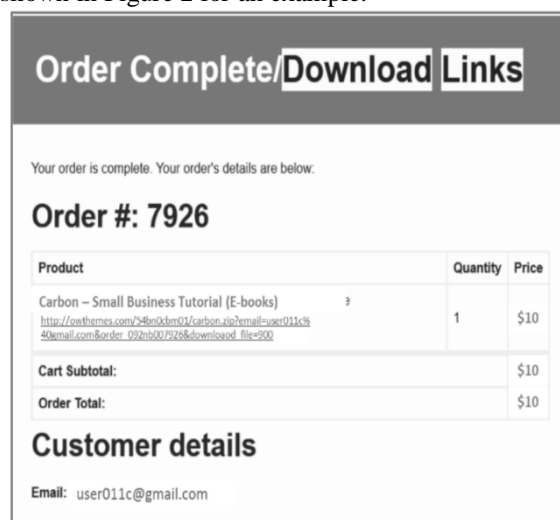 shown in Figure 2 for an example.
Order Complete/Download Links
Your order is complete. Your order's details are below:
Order #: 7926
Product Quantity Price
Carbon – Small Business Tutorial (E-books)
http://owthemes.com/54bn0cbm01/carbon.zip?email=user011c%
40gmail.com&order_092nb007926&downloaod_file=900
1 $10
Cart Subtotal: $10
Order Total: $10
Customer details
Email: user011c@gmail.com